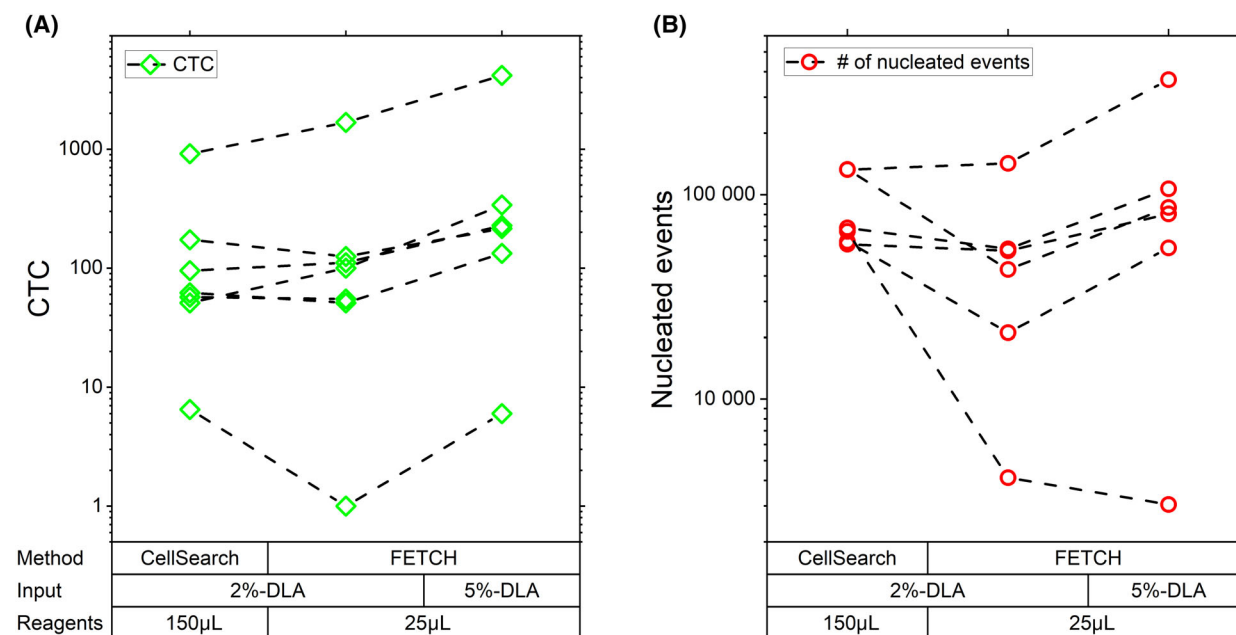 (A)
CTC
1000
100
10
1
CTC
Method CellSearch FETCH
Input 2%-DLA 5%-DLA
Reagents 150µL 25µL
(B)
# of nucleated events
100 000
10 000
Nucleated events
CellSearch FETCH
2%-DLA 5%-DLA
150µL 25µL